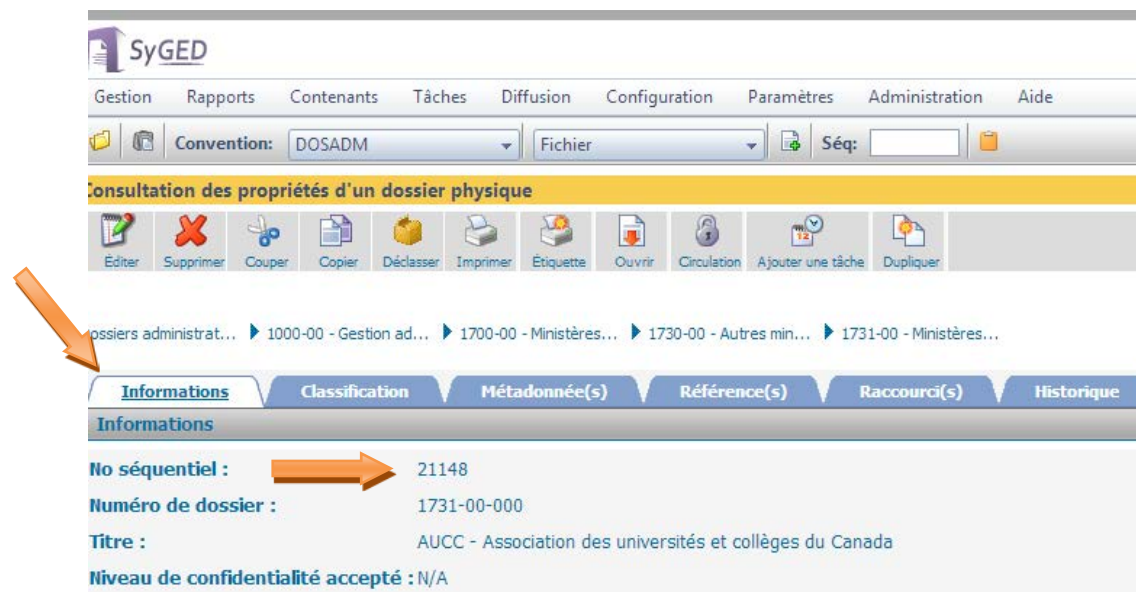 SyGED
Gestion Rapports Contenants Tâches Diffusion Configuration Paramètres Administration Aide
Convention: DOSADM Fichier Séq:
Consultation des propriétés d'un dossier physique
12
Éditer Supprimer Couper Copier Déclasser Imprimer Étiquette Ouvrir Circulation Ajouter une tâche Dupliquer
ossiers administrat... 1000-00 - Gestion ad... 1700-00 - Ministères... 1730-00 - Autres min... 1731-00 - Ministères...
Informations Classification Métadonnée(s) Référence(s) Raccourci(s) Historique
Informations
No séquentiel : 21148
Numéro de dossier : 1731-00-000
Titre : AUCC - Association des universités et collèges du Canada
Niveau de confidentialité accepté : N/A